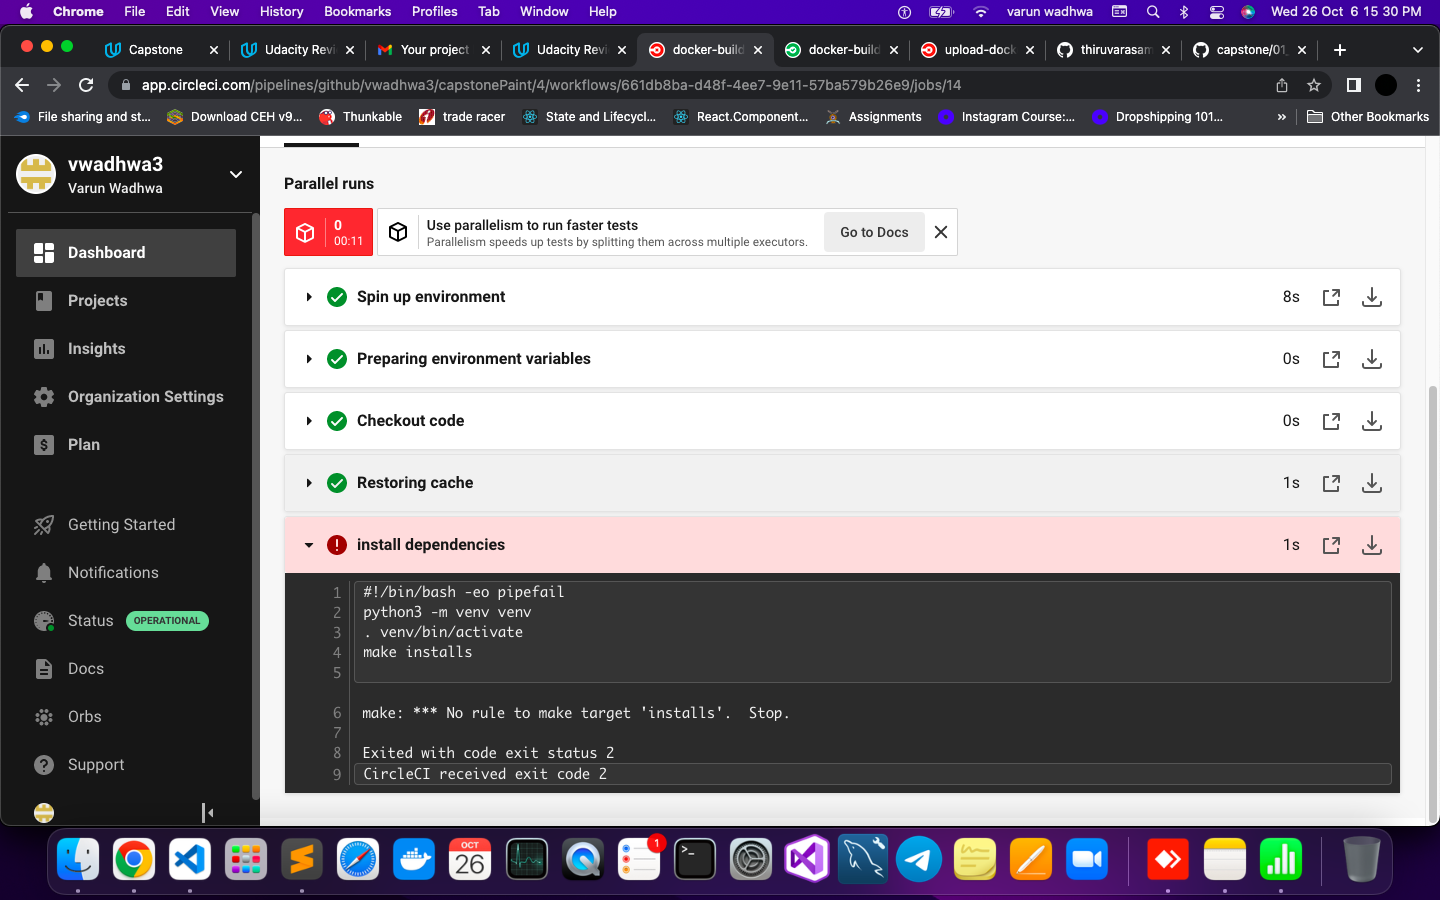 Chrome File Edit View History Bookmarks Profiles Tab Window Help varun wadhwa Wed 26 Oct 6 15 30 PM
Capstone Udacity Revi Your project Udacity Revi docker-build docker-build upload-dock thiruvarasam capstone/01_
app.circleci.com/pipelines/github/vwadhwa3/capstonePaint/4/workflows/661db8ba-d48f-4ee7-9e11-57ba579b26e9/jobs/14
File sharing and st... Download CEH v9... Thunkable trade racer State and Lifecycl... React.Component... Assignments Instagram Course:... Dropshipping 101... » Other Bookmarks
vwadhwa3
Varun Wadhwa
Dashboard
Projects
Insights
Organization Settings
Plan
Getting Started
Notifications
Status OPERATIONAL
Docs
Orbs
Support
Parallel runs
0
00:11
Use parallelism to run faster tests
Parallelism speeds up tests by splitting them across multiple executors.
Go to Docs
Spin up environment 8s
Preparing environment variables 0s
Checkout code 0s
Restoring cache 1s
install dependencies 1s
1 #!/bin/bash -eo pipefail
2 python3 -m venv venv
3 . venv/bin/activate
4 make installs
5
6 make: *** No rule to make target 'installs'.  Stop.
7
8 Exited with code exit status 2
9 CircleCI received exit code 2
OCT
26
1